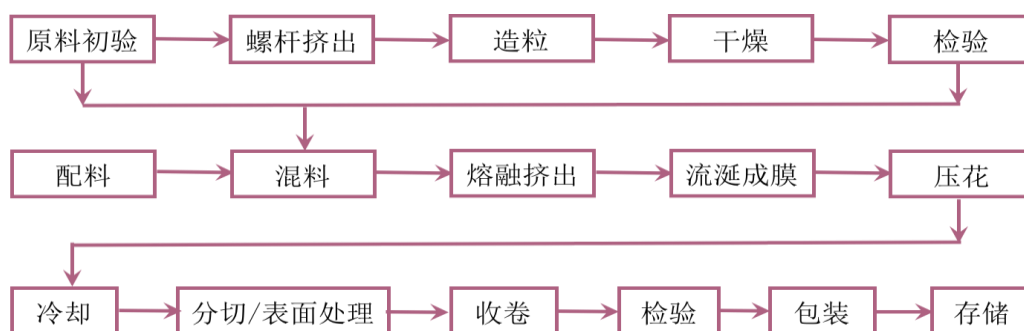 原料初验 螺杆挤出 造粒 干燥 检验
配料 混料 熔融挤出 流涎成膜 压花
冷却 分切/表面处理 收卷 检验 包装 存储